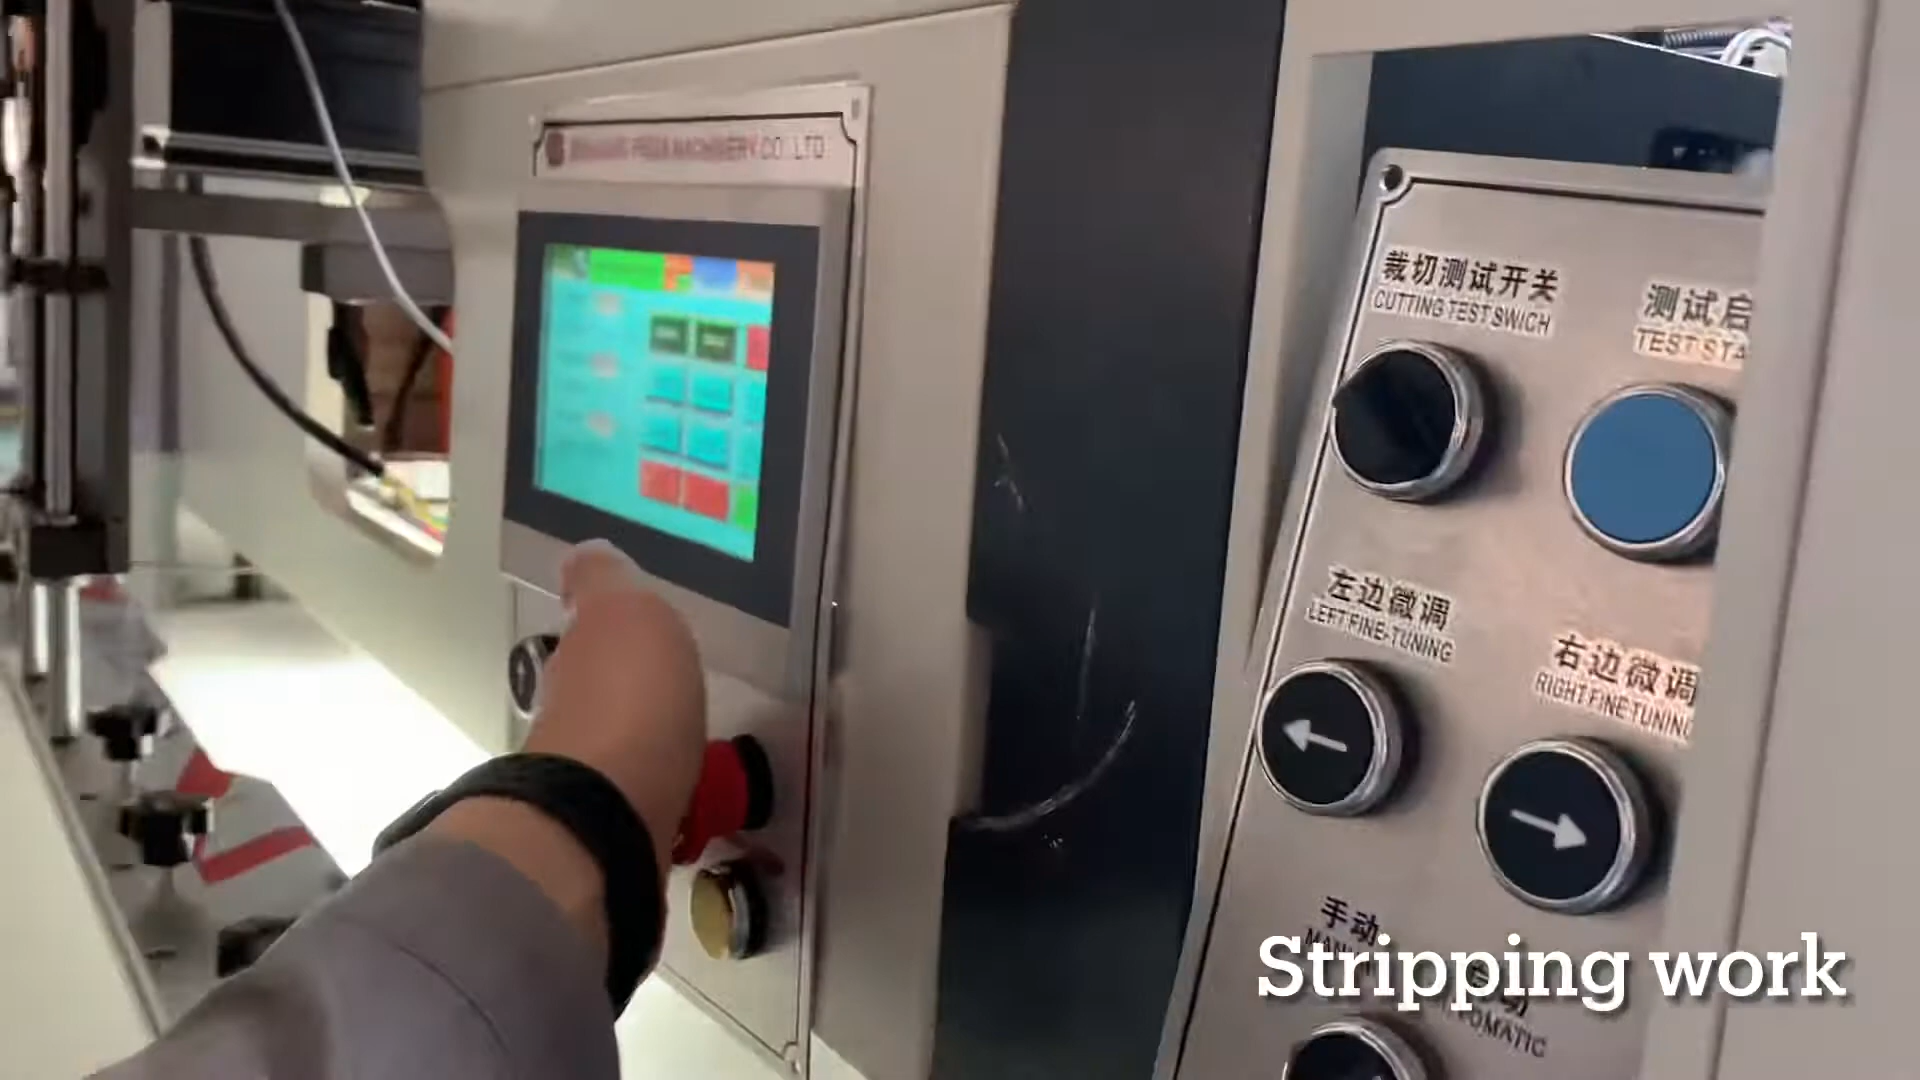 MACHINERY CO., LTD
裁切测试开关
CUTTING TEST SWICH
测试启
TEST STA
左边微调
LEFT FINE-TUNING
右边微调
RIGHT FINE-TUNING
手动
Stripping work